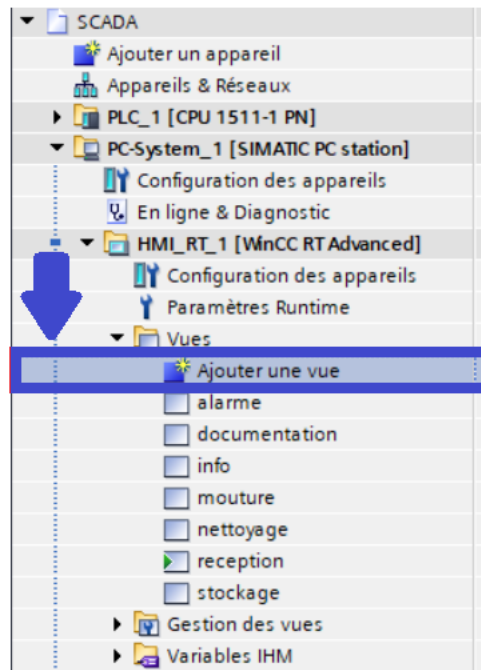 SCADA
Ajouter un appareil
Appareils & Réseaux
PLC_1 [CPU 1511-1 PN]
PC-System_1 [SIMATIC PC station]
Configuration des appareils
En ligne & Diagnostic
HMI_RT_1 [WinCC RT Advanced]
Configuration des appareils
Paramètres Runtime
Vues
Ajouter une vue
alarme
documentation
info
mouture
nettoyage
reception
stockage
Gestion des vues
Variables IHM